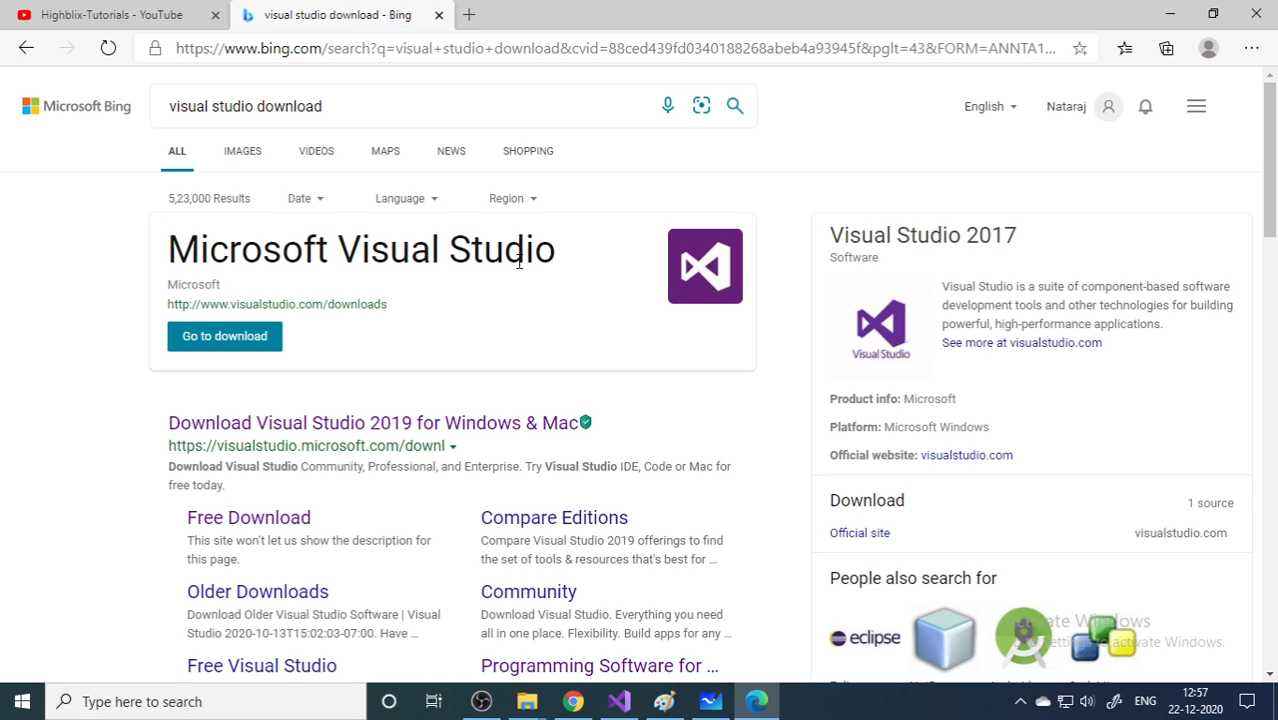 Highblix-Tutorials - YouTube
visual studio download - Bing
https://www.bing.com/search?q=visual+studio+download&cvid=88ced439fd0340188268abeb4a93945f&pglt=43&FORM=ANNTA1...
Microsoft Bing
visual studio download
English
Nataraj
ALL
IMAGES
VIDEOS
MAPS
NEWS
SHOPPING
5,23,000 Results
Date
Language
Region
Microsoft Visual Studio
Microsoft
http://www.visualstudio.com/downloads
Go to download
Download Visual Studio 2019 for Windows & Mac
https://visualstudio.microsoft.com/downl
Download Visual Studio Community, Professional, and Enterprise. Try Visual Studio IDE, Code or Mac for
free today.
Free Download
This site won't let us show the description for
this page.
Compare Editions
Compare Visual Studio 2019 offerings to find
the set of tools & resources that's best for ...
Older Downloads
Download Older Visual Studio Software | Visual
Studio 2020-10-13T15:02:03-07:00. Have ...
Community
Download Visual Studio. Everything you need
all in one place. Flexibility. Build apps for any ...
Free Visual Studio
Programming Software for ...
Visual Studio 2017
Software
Visual Studio is a suite of component-based software
development tools and other technologies for building
powerful, high-performance applications.
See more at visualstudio.com
Visual Studio
Product info: Microsoft
Platform: Microsoft Windows
Official website: visualstudio.com
Download
1 source
Official site
visualstudio.com
People also search for
eclipse
Activate Windows
Type here to search
ENG
12:57
22-12-2020